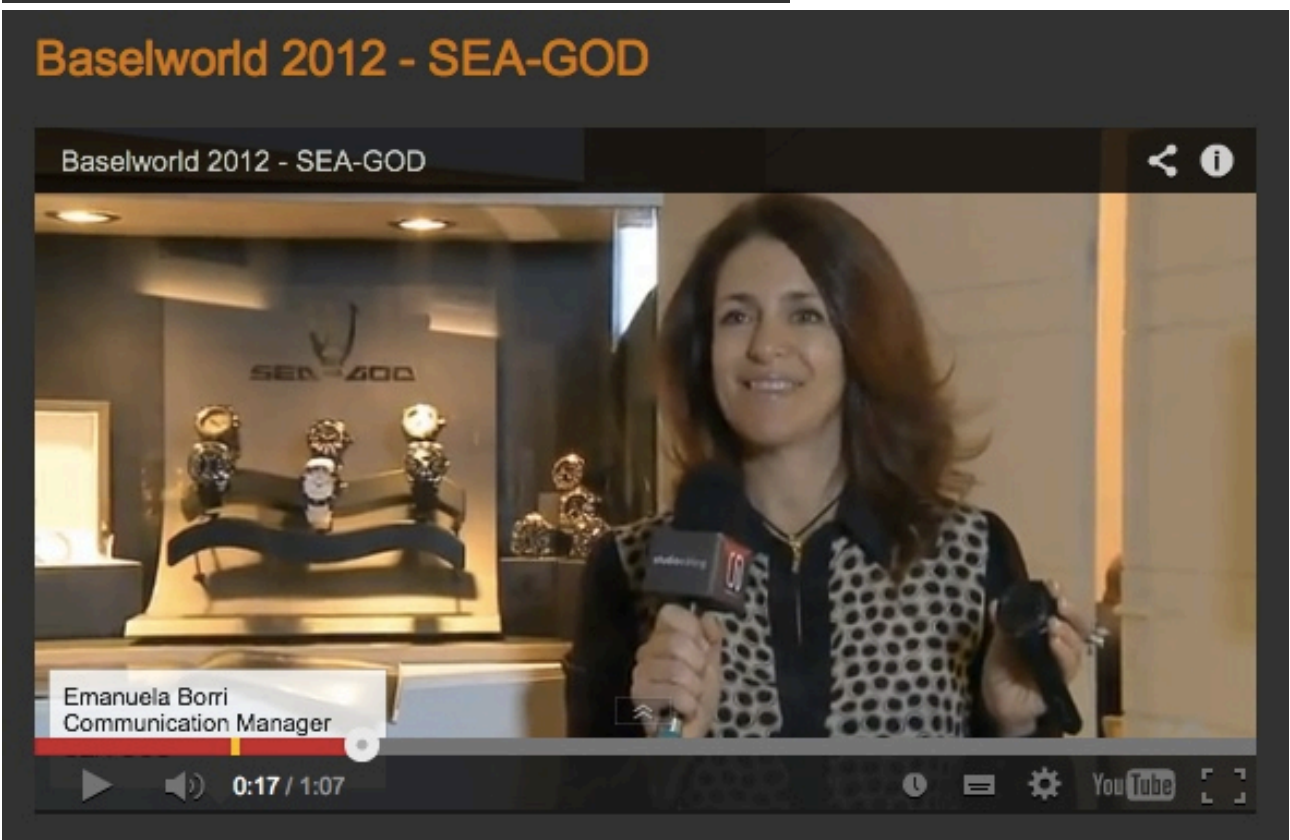 Baselworld 2012 - SEA-GOD
Baselworld 2012 - SEA-GOD
SEA-GOD
studio
Emanuela Borri
Communication Manager
0:17 / 1:07
YouTube